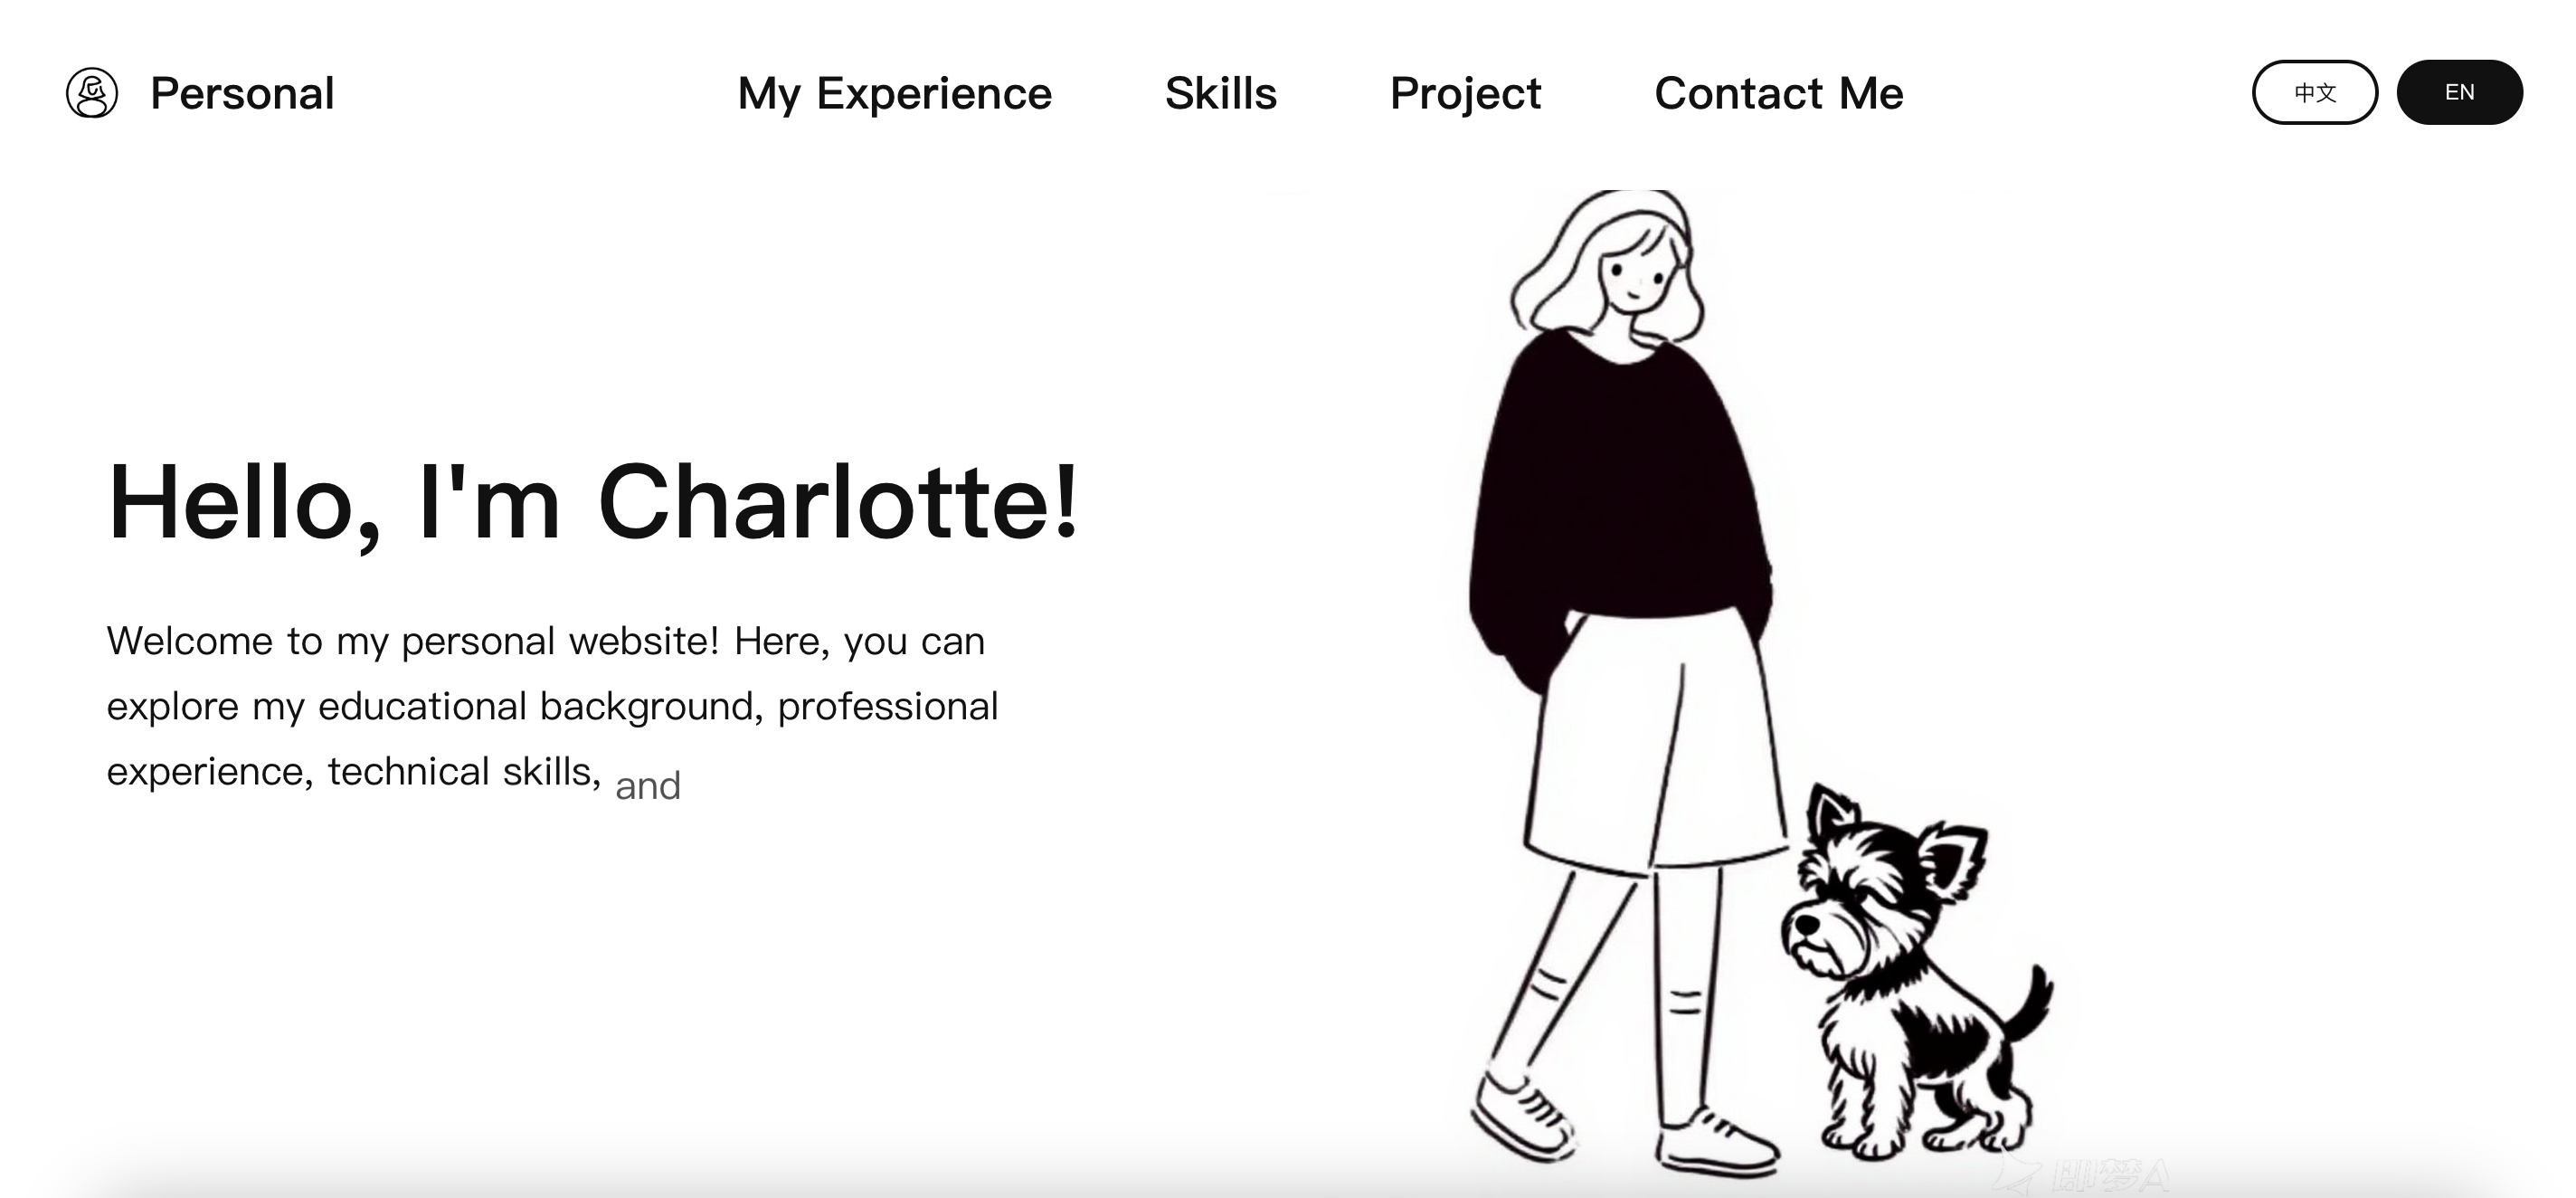 Personal
My Experience
Skills
Project
Contact Me
中文
EN
Hello, I'm Charlotte!
Welcome to my personal website! Here, you can
explore my educational background, professional
experience, technical skills, and
即梦A